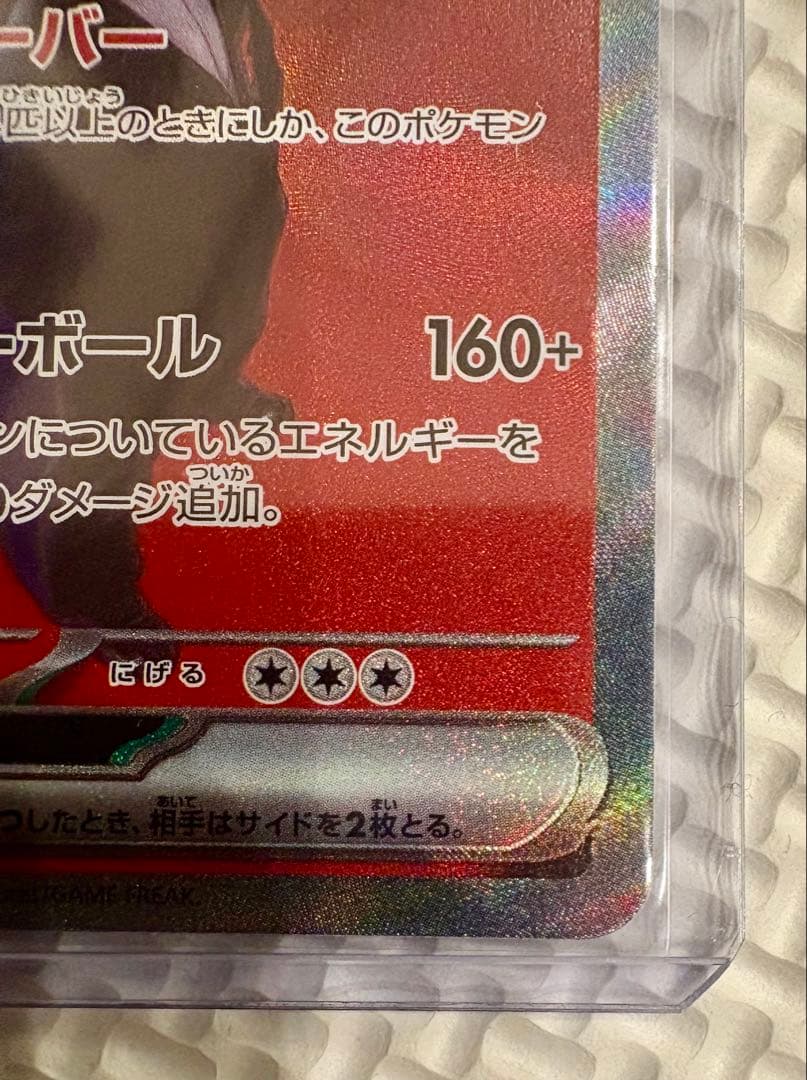 ーバー
ひきいじょう
匹以上のときにしか、このポケモン
ーボール 160+
ンについているエネルギーを
ついか
ダメージ追加。
にげる
あいて まい
つしたとき、相手はサイドを2枚とる。
/GAME FREAK.